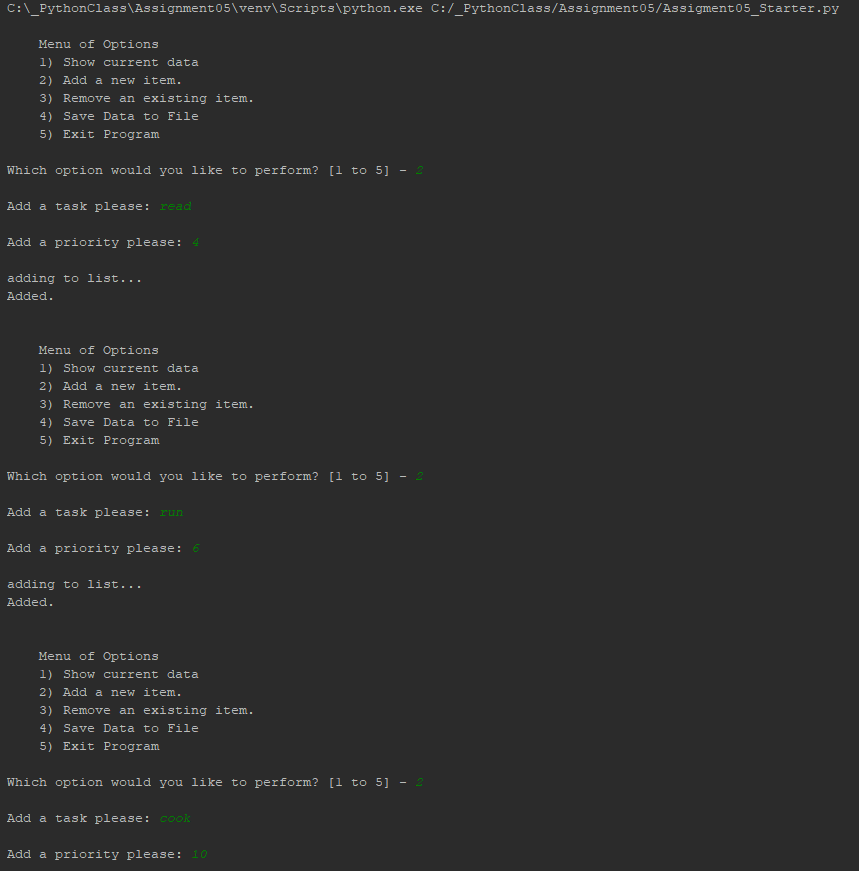 C:\_PythonClass\Assignment05\venv\Scripts\python.exe C:/_PythonClass/Assignment05/Assigment05_Starter.py
Menu of Options
1) Show current data
2) Add a new item.
3) Remove an existing item.
4) Save Data to File
5) Exit Program
Which option would you like to perform? [1 to 5] - 2
Add a task please: read
Add a priority please: 4
adding to list...
Added.
Menu of Options
1) Show current data
2) Add a new item.
3) Remove an existing item.
4) Save Data to File
5) Exit Program
Which option would you like to perform? [1 to 5] - 2
Add a task please: run
Add a priority please: 6
adding to list...
Added.
Menu of Options
1) Show current data
2) Add a new item.
3) Remove an existing item.
4) Save Data to File
5) Exit Program
Which option would you like to perform? [1 to 5] - 2
Add a task please: cook
Add a priority please: 10